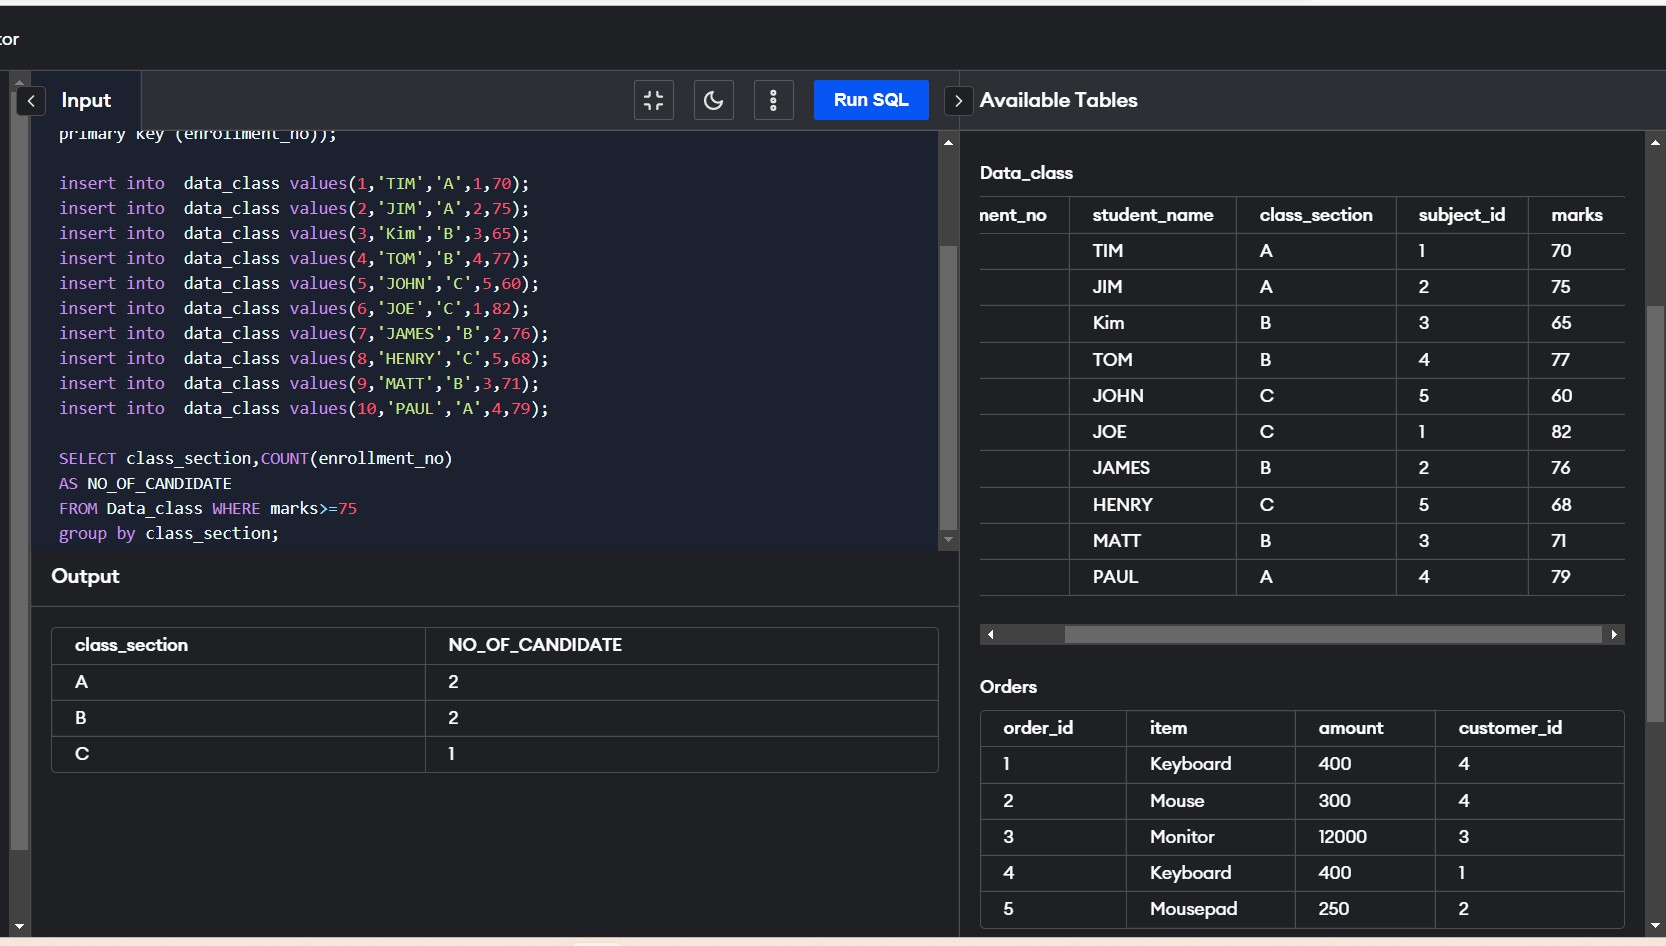 tor
Input
Run SQL
Available Tables
primary key (enrollment_no));
insert into  data_class values(1,'TIM','A',1,70);
insert into  data_class values(2,'JIM','A',2,75);
insert into  data_class values(3,'Kim','B',3,65);
insert into  data_class values(4,'TOM','B',4,77);
insert into  data_class values(5,'JOHN','C',5,60);
insert into  data_class values(6,'JOE','C',1,82);
insert into  data_class values(7,'JAMES','B',2,76);
insert into  data_class values(8,'HENRY','C',5,68);
insert into  data_class values(9,'MATT','B',3,71);
insert into  data_class values(10,'PAUL','A',4,79);
SELECT class_section,COUNT(enrollment_no)
AS NO_OF_CANDIDATE
FROM Data_class WHERE marks>=75
group by class_section;
Output
class_section NO_OF_CANDIDATE
A 2
B 2
C 1
Data_class
ment_no student_name class_section subject_id marks
TIM A 1 70
JIM A 2 75
Kim B 3 65
TOM B 4 77
JOHN C 5 60
JOE C 1 82
JAMES B 2 76
HENRY C 5 68
MATT B 3 71
PAUL A 4 79
Orders
order_id item amount customer_id
1 Keyboard 400 4
2 Mouse 300 4
3 Monitor 12000 3
4 Keyboard 400 1
5 Mousepad 250 2